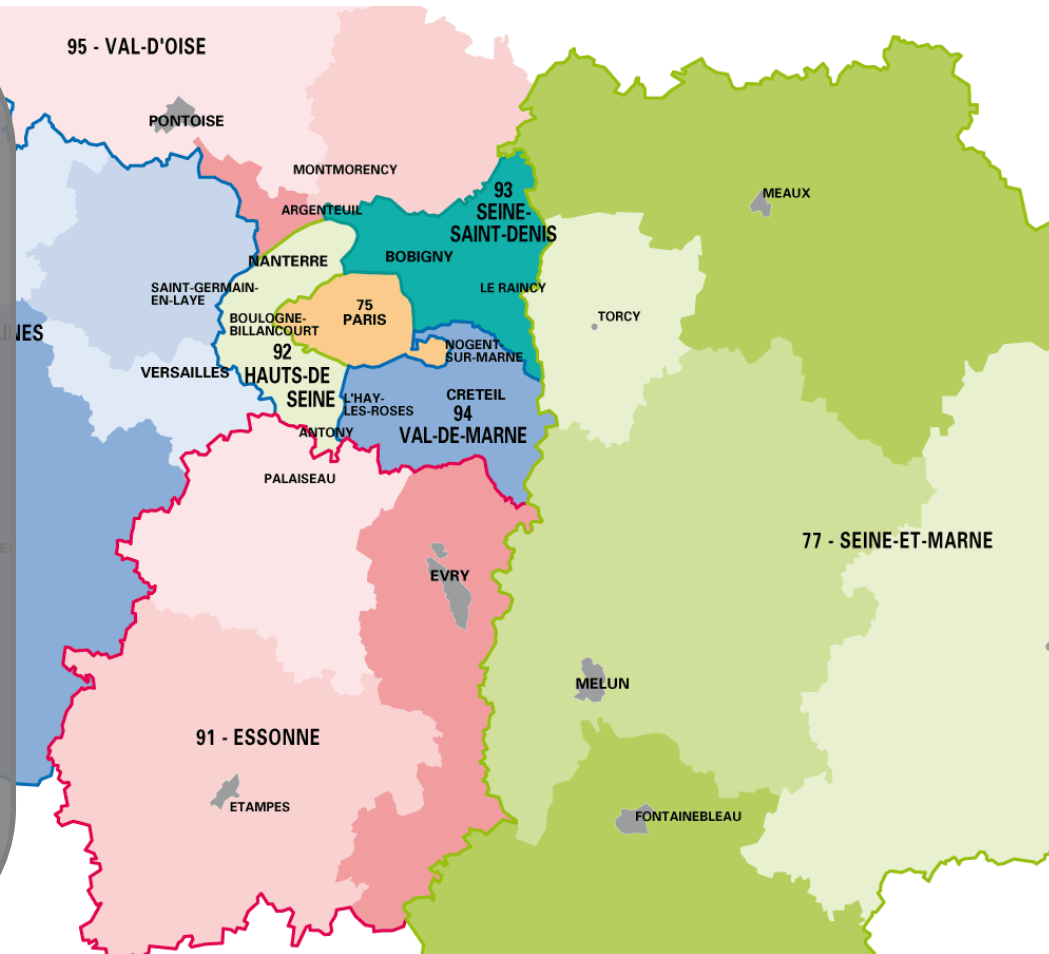 95 - VAL-D'OISE
PONTOISE
MONTMORENCY
ARGENTEUIL
93
SEINE-
SAINT-DENIS
MEAUX
NANTERRE
BOBIGNY
SAINT-GERMAIN-
EN-LAYE
LE RAINCY
BOULOGNE-
BILLANCOURT
75
PARIS
TORCY
INES
92
HAUTS-DE
SEINE
NOGENT
SUR-MARNE
VERSAILLES
L'HAY-
LES-ROSES
CRETEIL
94
VAL-DE-MARNE
ANTONY
PALAISEAU
77 - SEINE-ET-MARNE
ET
EVRY
MELUN
91 - ESSONNE
ETAMPES
FONTAINEBLEAU